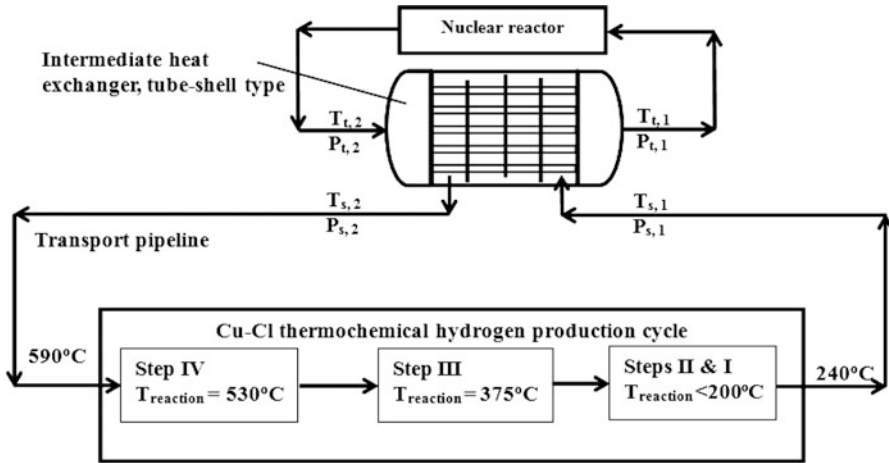 Nuclear reactor
Intermediate heat
exchanger, tube-shell type
Tt, 2
Pt, 2
Tt, 1
Pt, 1
Ts, 2
Ps, 2
Ts, 1
Ps, 1
Transport pipeline
Cu-Cl thermochemical hydrogen production cycle
590°C
Step IV
Treaction = 530°C
Step III
Treaction = 375°C
Steps II & I
Treaction <200°C
240°C